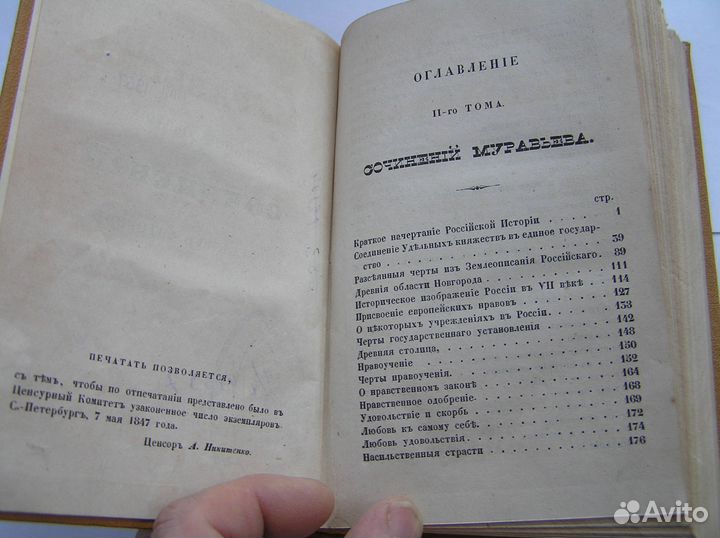 ПЕЧАТАТЬ ПОЗВОЛЯЕТСЯ,
съ тѣмъ, чтобы по отпечатаніи представлено было въ
Ценсурный Комитетъ узаконенное число экземпляровъ.
С.-Петербургъ, 7 мая 1847 года.
Ценсоръ А. Никитенко.
ОГЛАВЛЕНІЕ
II-го ТОМА.
СОЧИНЕНІЙ МУРАВЬЕВА.
стр.
Краткое начертаніе Россійской Исторіи 1
Соединеніе Удѣльныхъ княжествъ въ единое государ-
ство 39
Разсѣянныя черты изъ Землеописанія Россійскаго. 89
Древнія области Новгорода 111
Историческое изображеніе Россіи въ VII вѣкѣ 114
Присвоеніе европейскихъ нравовъ 127
О нѣкоторыхъ учрежденіяхъ въ Россіи 133
Черты государственнаго установленія 142
Древняя столица, 148
Нравоученіе 150
Черты нравоученія. 152
О нравственномъ законѣ 164
Нравственное одобреніе. 168
Удовольствіе и скорбь 169
Любовь къ самому себѣ. 172
Любовь удовольствія. 174
Насильственныя страсти 176
Avito